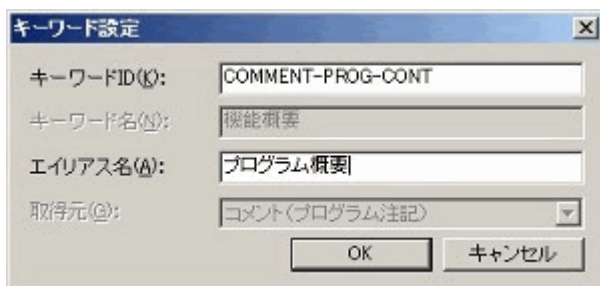 キーワード設定
キーワードID(K): COMMENT-PROG-CONT
キーワード名(N): 機能概要
エイリアス名(A): プログラム概要
取得元(G): コメント(プログラム注記)
OK キャンセル